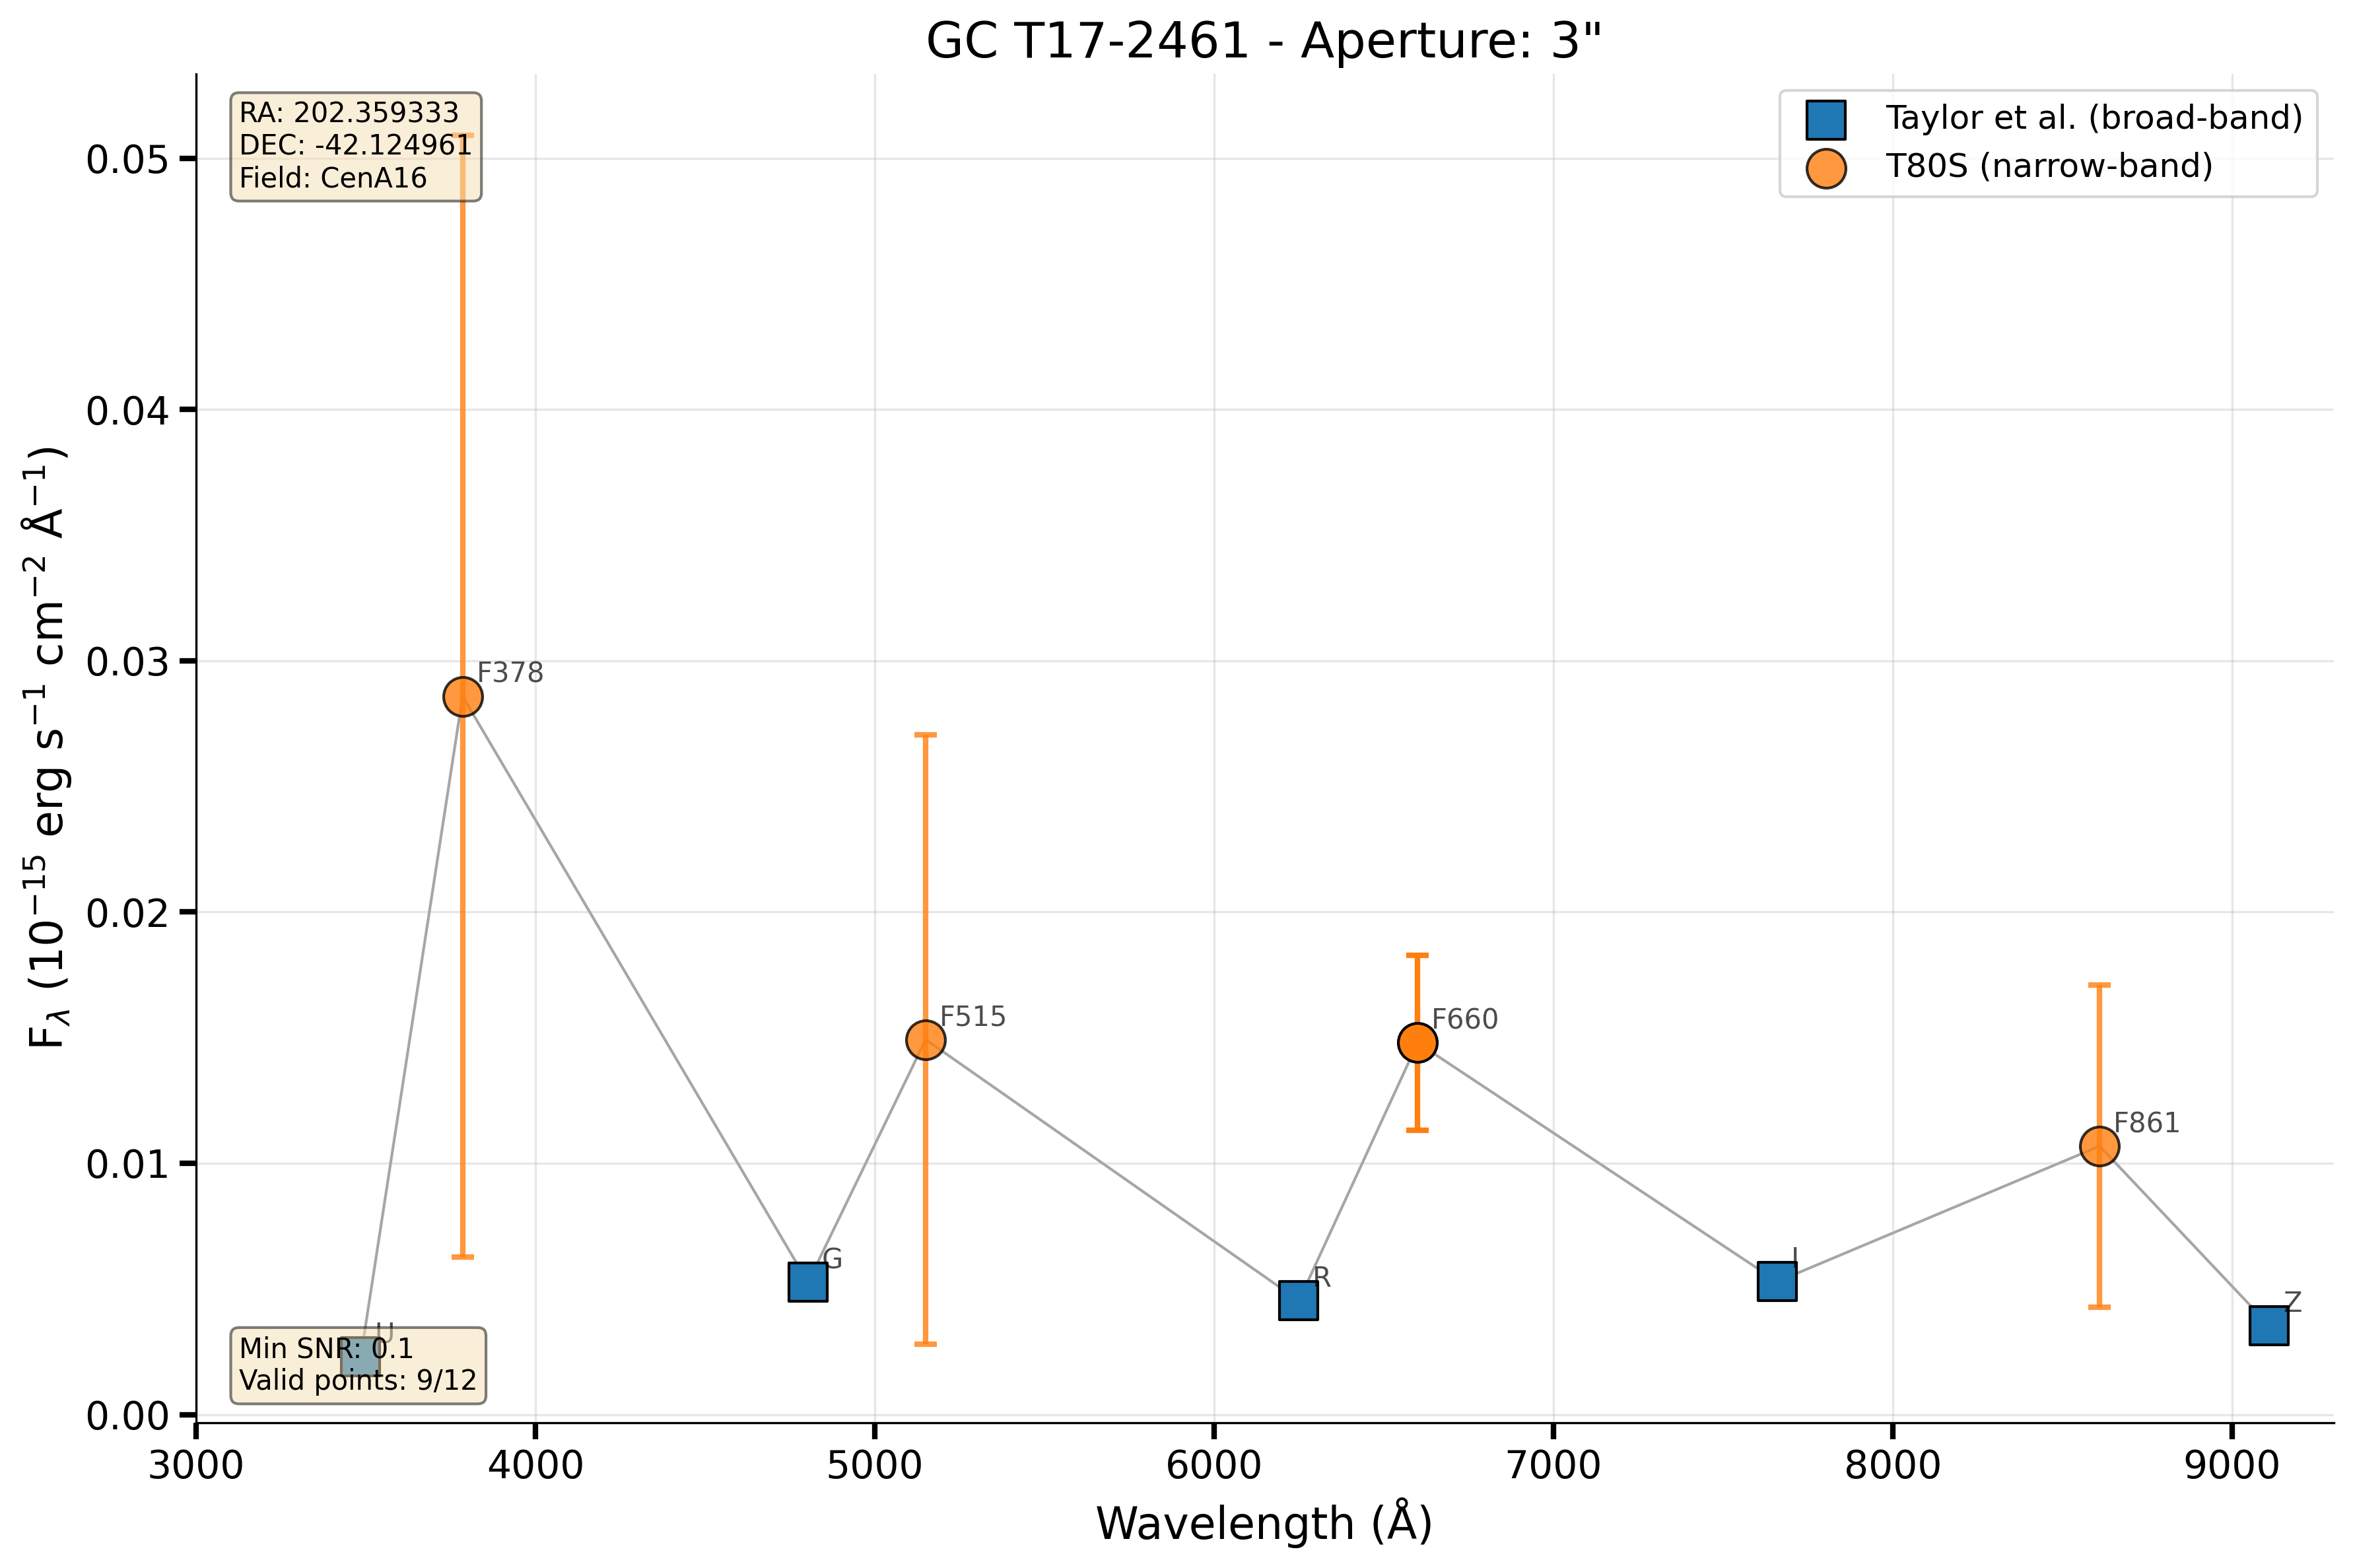 GC T17-2461 - Aperture: 3"
RA: 202.359333
DEC: -42.124961
Field: CenA16
Taylor et al. (broad-band)
T80S (narrow-band)
0.05
0.04
0.03
0.02
0.01
0.00
F_λ (10⁻¹⁵ erg s⁻¹ cm⁻² Å⁻¹)
F378
F515
F660
F861
G
R
I
Z
U
Min SNR: 0.1
Valid points: 9/12
3000
4000
5000
6000
7000
8000
9000
Wavelength (Å)